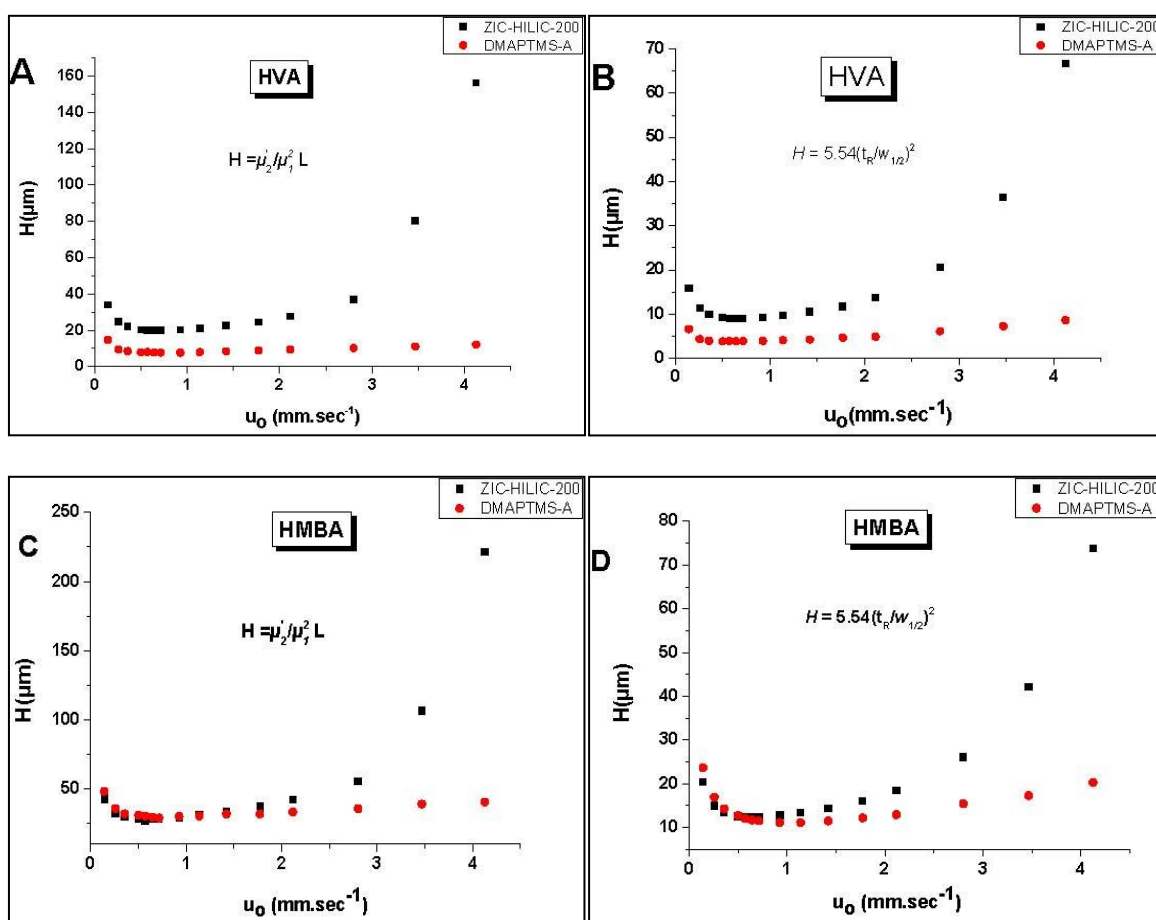 ■ ZIC-HILIC-200
● DMAPTMS-A
A
HVA
H =μ'₂/μ₁² L
160
140
120
100
80
60
40
20
0
H(μm)
0 1 2 3 4
u₀ (mm.sec⁻¹)
■ ZIC-HILIC-200
● DMAPTMS-A
B
HVA
H = 5.54(t_R/w_1/2)²
70
60
50
40
30
20
10
0
H(μm)
0 1 2 3 4
u₀(mm.sec⁻¹)
■ ZIC-HILIC-200
● DMAPTMS-A
C
HMBA
H =μ'₂/μ₁² L
250
200
150
100
50
H(μm)
0 1 2 3 4
u₀ (mm.sec⁻¹)
■ ZIC-HILIC-200
● DMAPTMS-A
D
HMBA
H = 5.54(t_R/w_1/2)²
80
70
60
50
40
30
20
10
H(μm)
0 1 2 3 4 5
u₀ (mm.sec⁻¹)